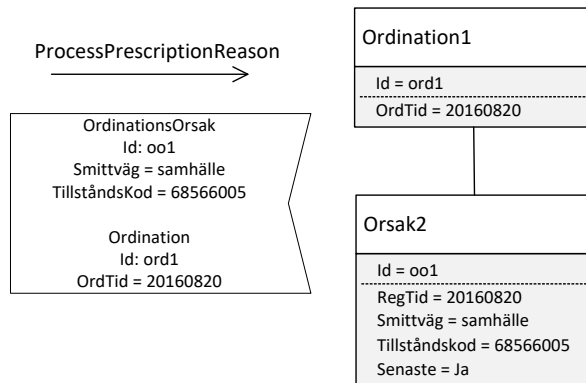 ProcessPrescriptionReason
OrdinationsOrsak
Id: oo1
Smittväg = samhälle
TillståndsKod = 68566005
Ordination
Id: ord1
OrdTid = 20160820
Ordination1
Id = ord1
OrdTid = 20160820
Orsak2
Id = oo1
RegTid = 20160820
Smittväg = samhälle
Tillståndskod = 68566005
Senaste = Ja